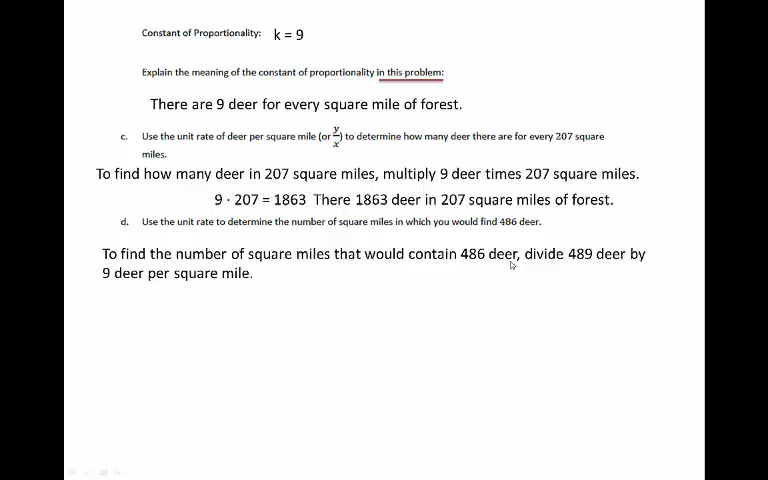 Constant of Proportionality: k = 9
Explain the meaning of the constant of proportionality in this problem:
There are 9 deer for every square mile of forest.
c. Use the unit rate of deer per square mile (or y/x) to determine how many deer there are for every 207 square
miles.
To find how many deer in 207 square miles, multiply 9 deer times 207 square miles.
9 · 207 = 1863 There 1863 deer in 207 square miles of forest.
d. Use the unit rate to determine the number of square miles in which you would find 486 deer.
To find the number of square miles that would contain 486 deer, divide 489 deer by
9 deer per square mile.